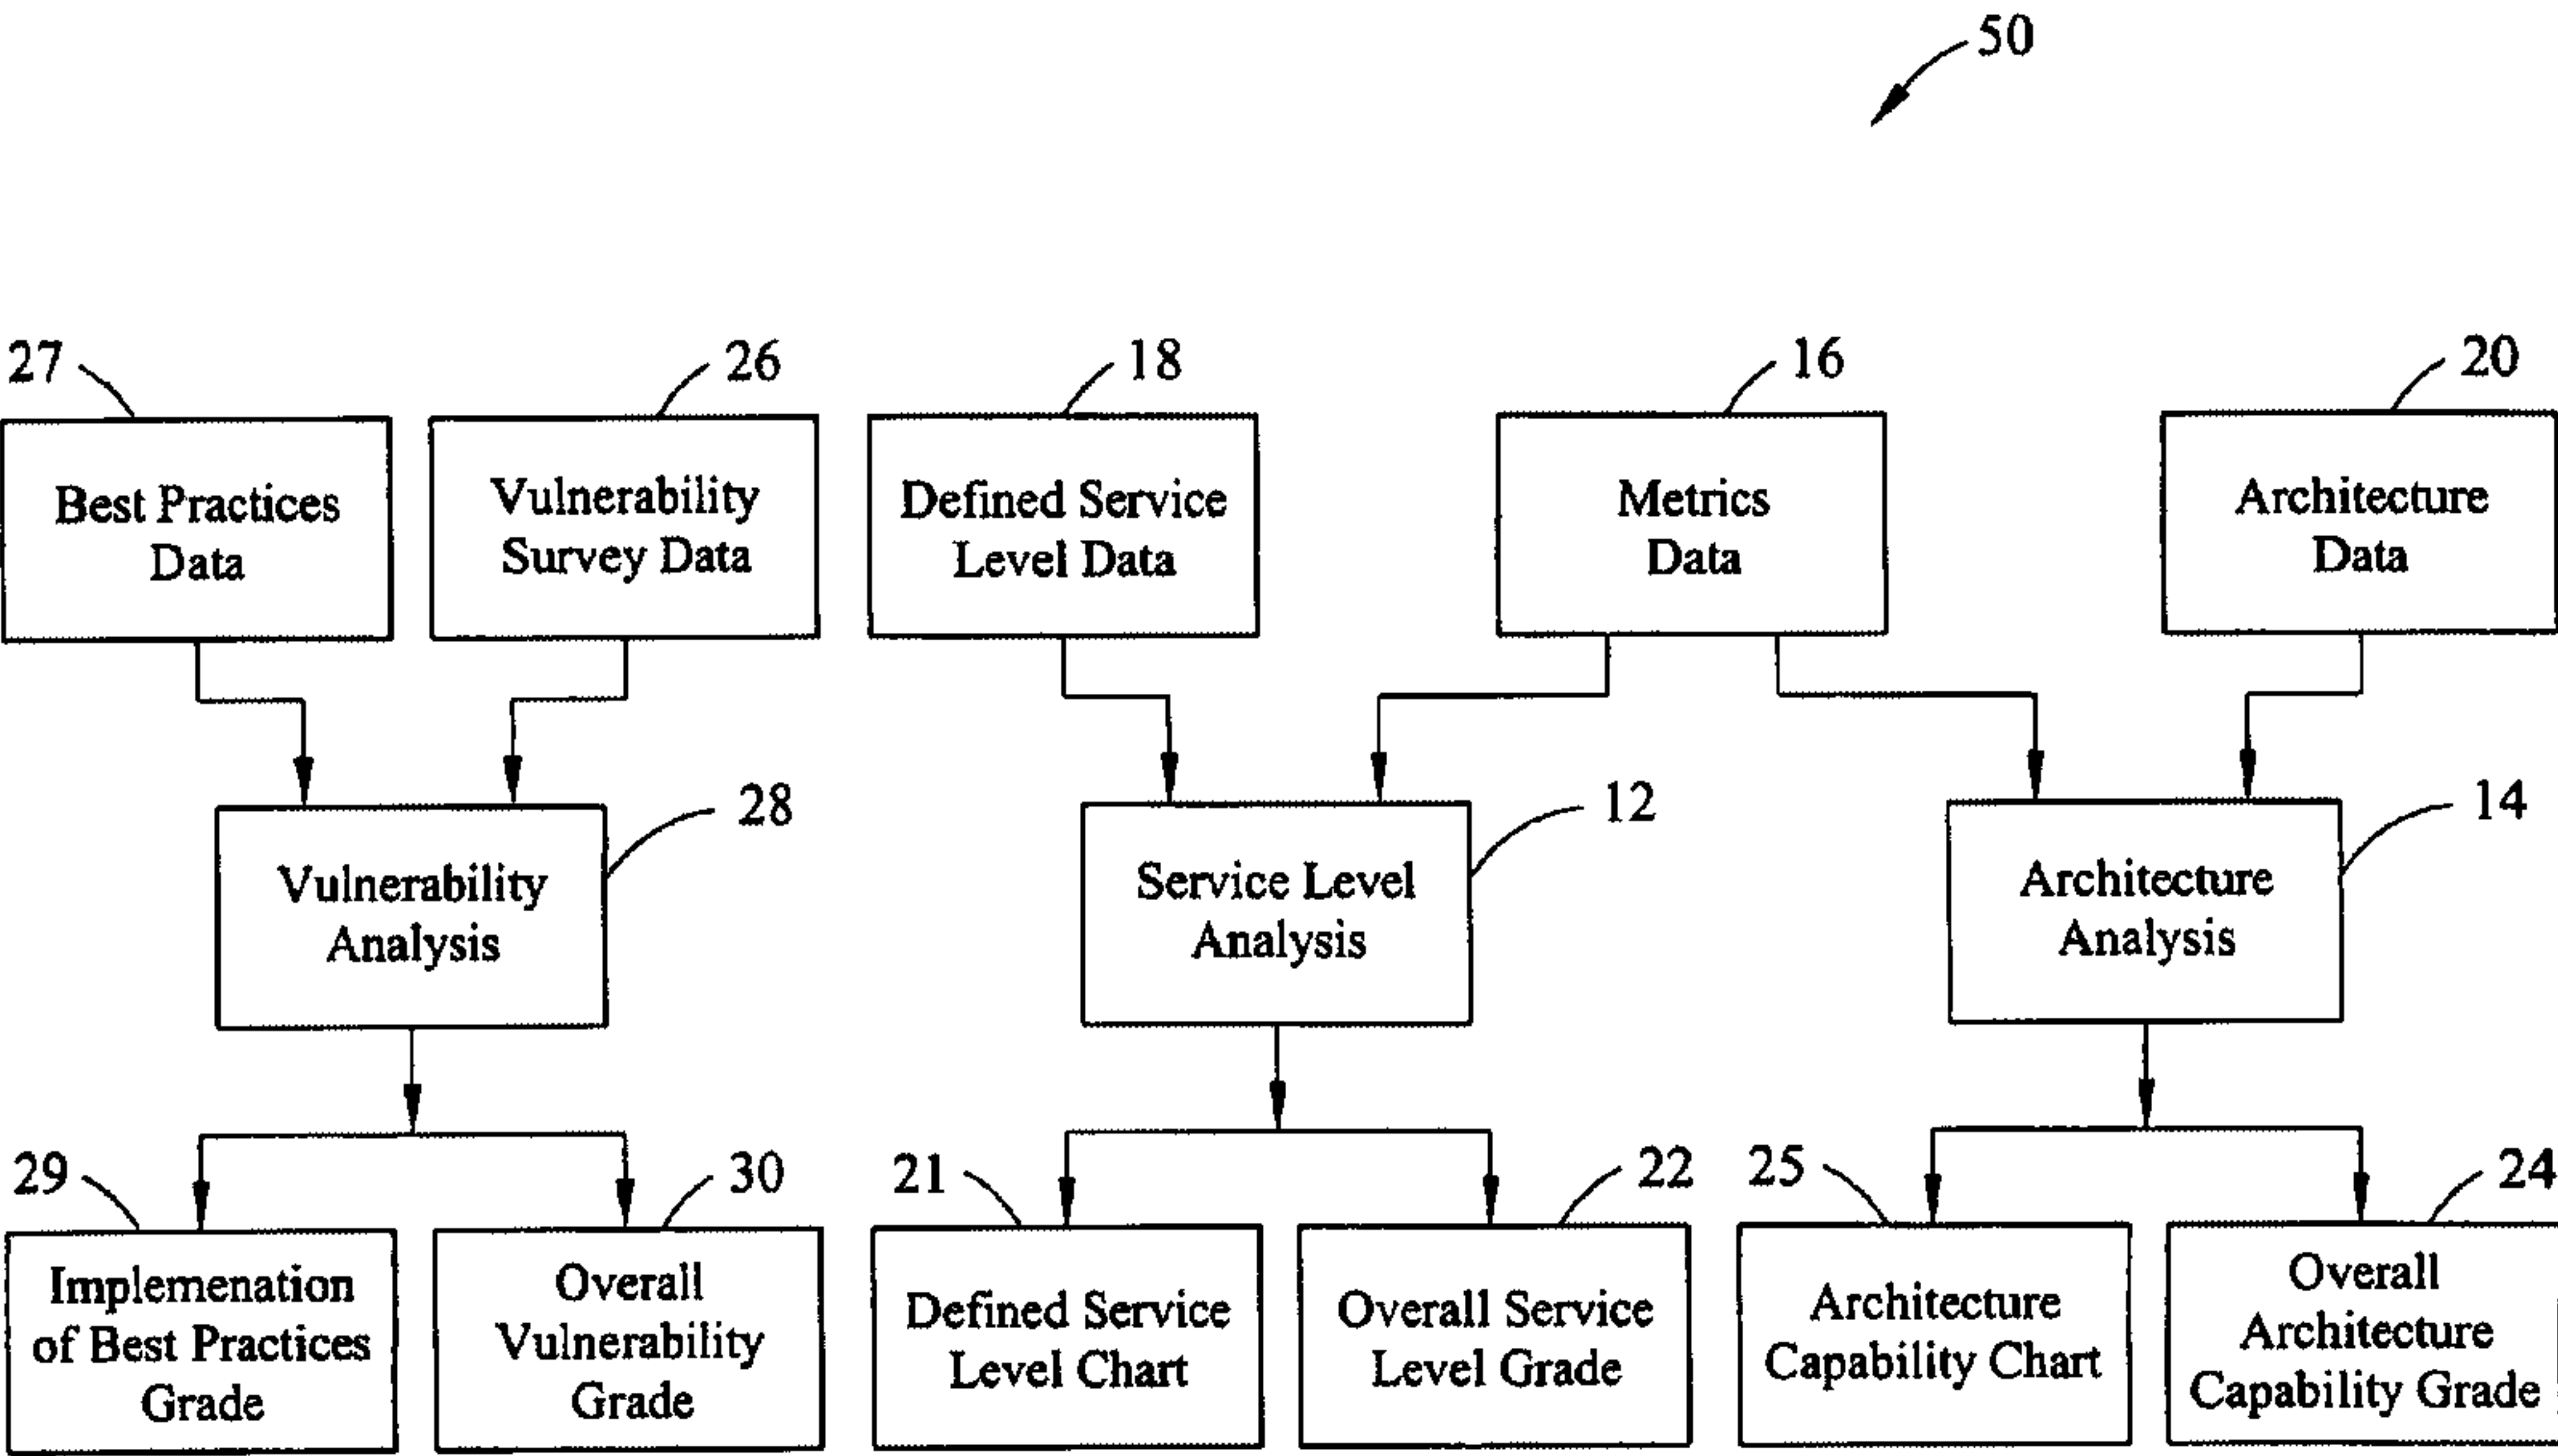 50
27
26
18
16
20
Best Practices
Data
Vulnerability
Survey Data
Defined Service
Level Data
Metrics
Data
Architecture
Data
28
12
14
Vulnerability
Analysis
Service Level
Analysis
Architecture
Analysis
29
30
21
22
25
24
Implemenation
of Best Practices
Grade
Overall
Vulnerability
Grade
Defined Service
Level Chart
Overall Service
Level Grade
Architecture
Capability Chart
Overall
Architecture
Capability Grade